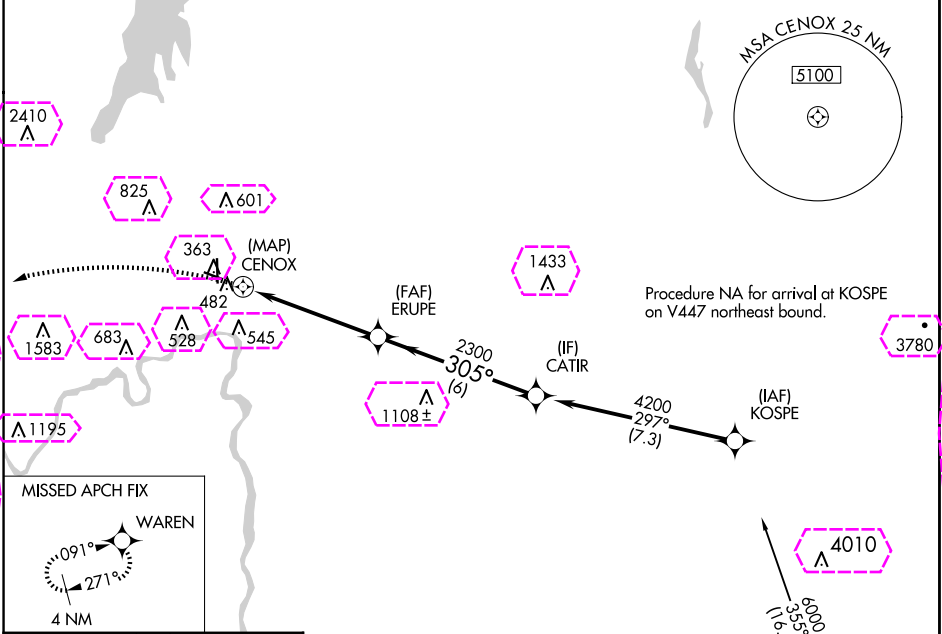 MSA CENOX 25 NM
5100
2410
825
601
363
(MAP)
CENOX
482
1433
(FAF)
ERUPE
Procedure NA for arrival at KOSPE
on V447 northeast bound.
1583
683
528
545
3780
2300
305°
(6)
(IF)
CATIR
1108 ±
4200
297°
(7.3)
(IAF)
KOSPE
1195
MISSED APCH FIX
WAREN
091°
271°
4 NM
4010
6000
355°